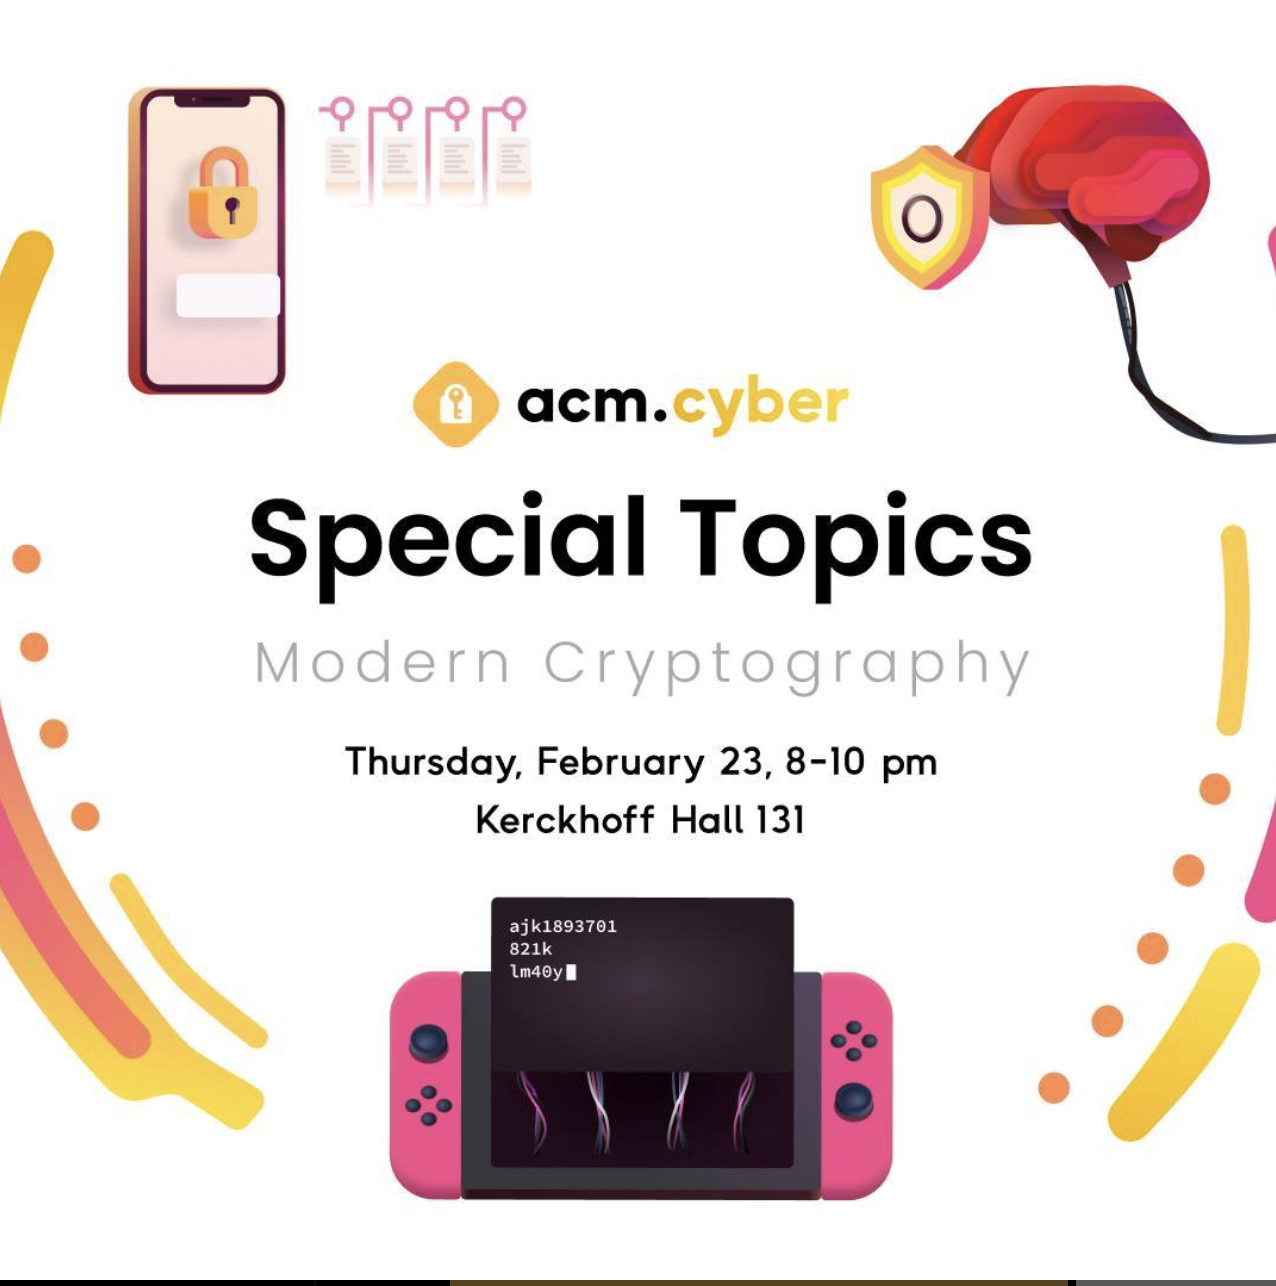 acm.cyber
Special Topics
Modern Cryptography
Thursday, February 23, 8-10 pm
Kerckhoff Hall 131
ajk1893701
821k
lm40y